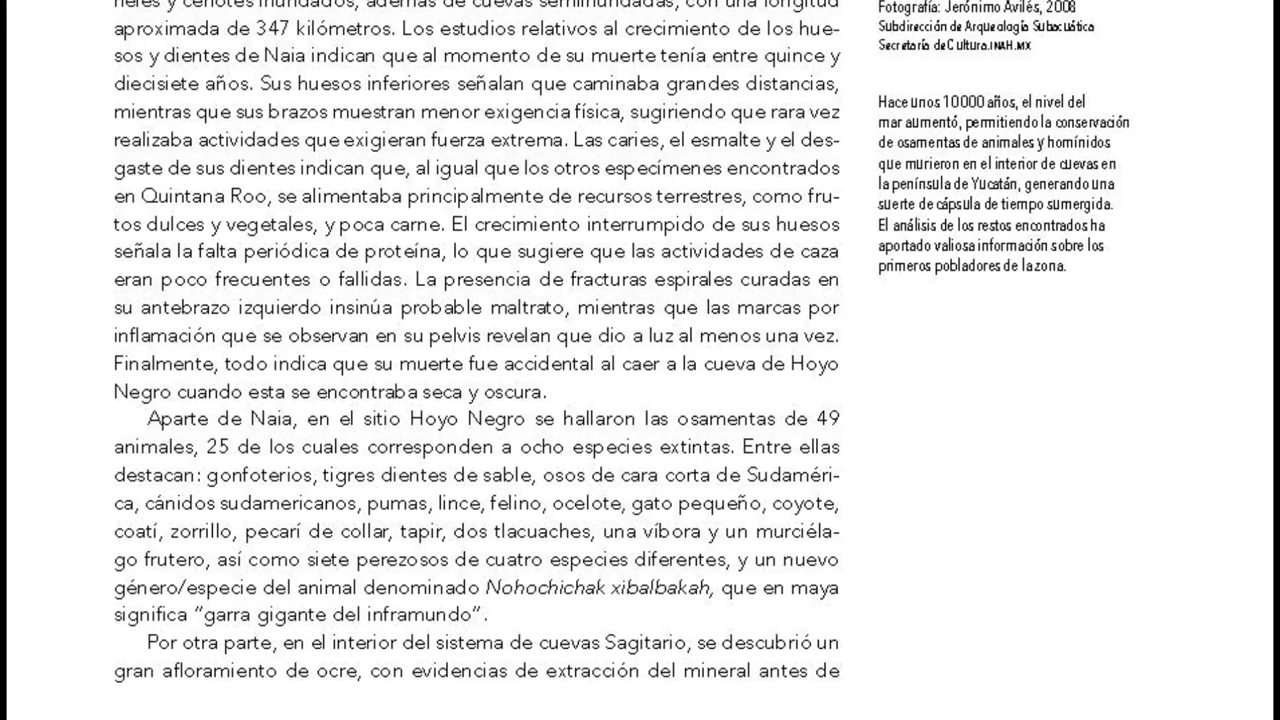 neles y cenotes inundados, además de cuevas semiinundadas, con una longitud
aproximada de 347 kilómetros. Los estudios relativos al crecimiento de los hue-
sos y dientes de Naia indican que al momento de su muerte tenía entre quince y
diecisiete años. Sus huesos inferiores señalan que caminaba grandes distancias,
mientras que sus brazos muestran menor exigencia física, sugiriendo que rara vez
realizaba actividades que exigieran fuerza extrema. Las caries, el esmalte y el des-
gaste de sus dientes indican que, al igual que los otros especímenes encontrados
en Quintana Roo, se alimentaba principalmente de recursos terrestres, como fru-
tos dulces y vegetales, y poca carne. El crecimiento interrumpido de sus huesos
señala la falta periódica de proteína, lo que sugiere que las actividades de caza
eran poco frecuentes o fallidas. La presencia de fracturas espirales curadas en
su antebrazo izquierdo insinúa probable maltrato, mientras que las marcas por
inflamación que se observan en su pelvis revelan que dio a luz al menos una vez.
Finalmente, todo indica que su muerte fue accidental al caer a la cueva de Hoyo
Negro cuando esta se encontraba seca y oscura.
Aparte de Naia, en el sitio Hoyo Negro se hallaron las osamentas de 49
animales, 25 de los cuales corresponden a ocho especies extintas. Entre ellas
destacan: gonfoterios, tigres dientes de sable, osos de cara corta de Sudaméri-
ca, cánidos sudamericanos, pumas, lince, felino, ocelote, gato pequeño, coyote,
coatí, zorrillo, pecarí de collar, tapir, dos tlacuaches, una víbora y un murciéla-
go frutero, así como siete perezosos de cuatro especies diferentes, y un nuevo
género/especie del animal denominado Nohochichak xibalbakah, que en maya
significa “garra gigante del inframundo”.
Por otra parte, en el interior del sistema de cuevas Sagitario, se descubrió un
gran afloramiento de ocre, con evidencias de extracción del mineral antes de
Fotografía: Jerónimo Avilés, 2008
Subdirección de Arqueología Subacuática
Secretaría de Cultura.INAH.MX
Hace unos 10 000 años, el nivel del
mar aumentó, permitiendo la conservación
de osamentas de animales y homínidos
que murieron en el interior de cuevas en
la península de Yucatán, generando una
suerte de cápsula de tiempo sumergida.
El análisis de los restos encontrados ha
aportado valiosa información sobre los
primeros pobladores de la zona.